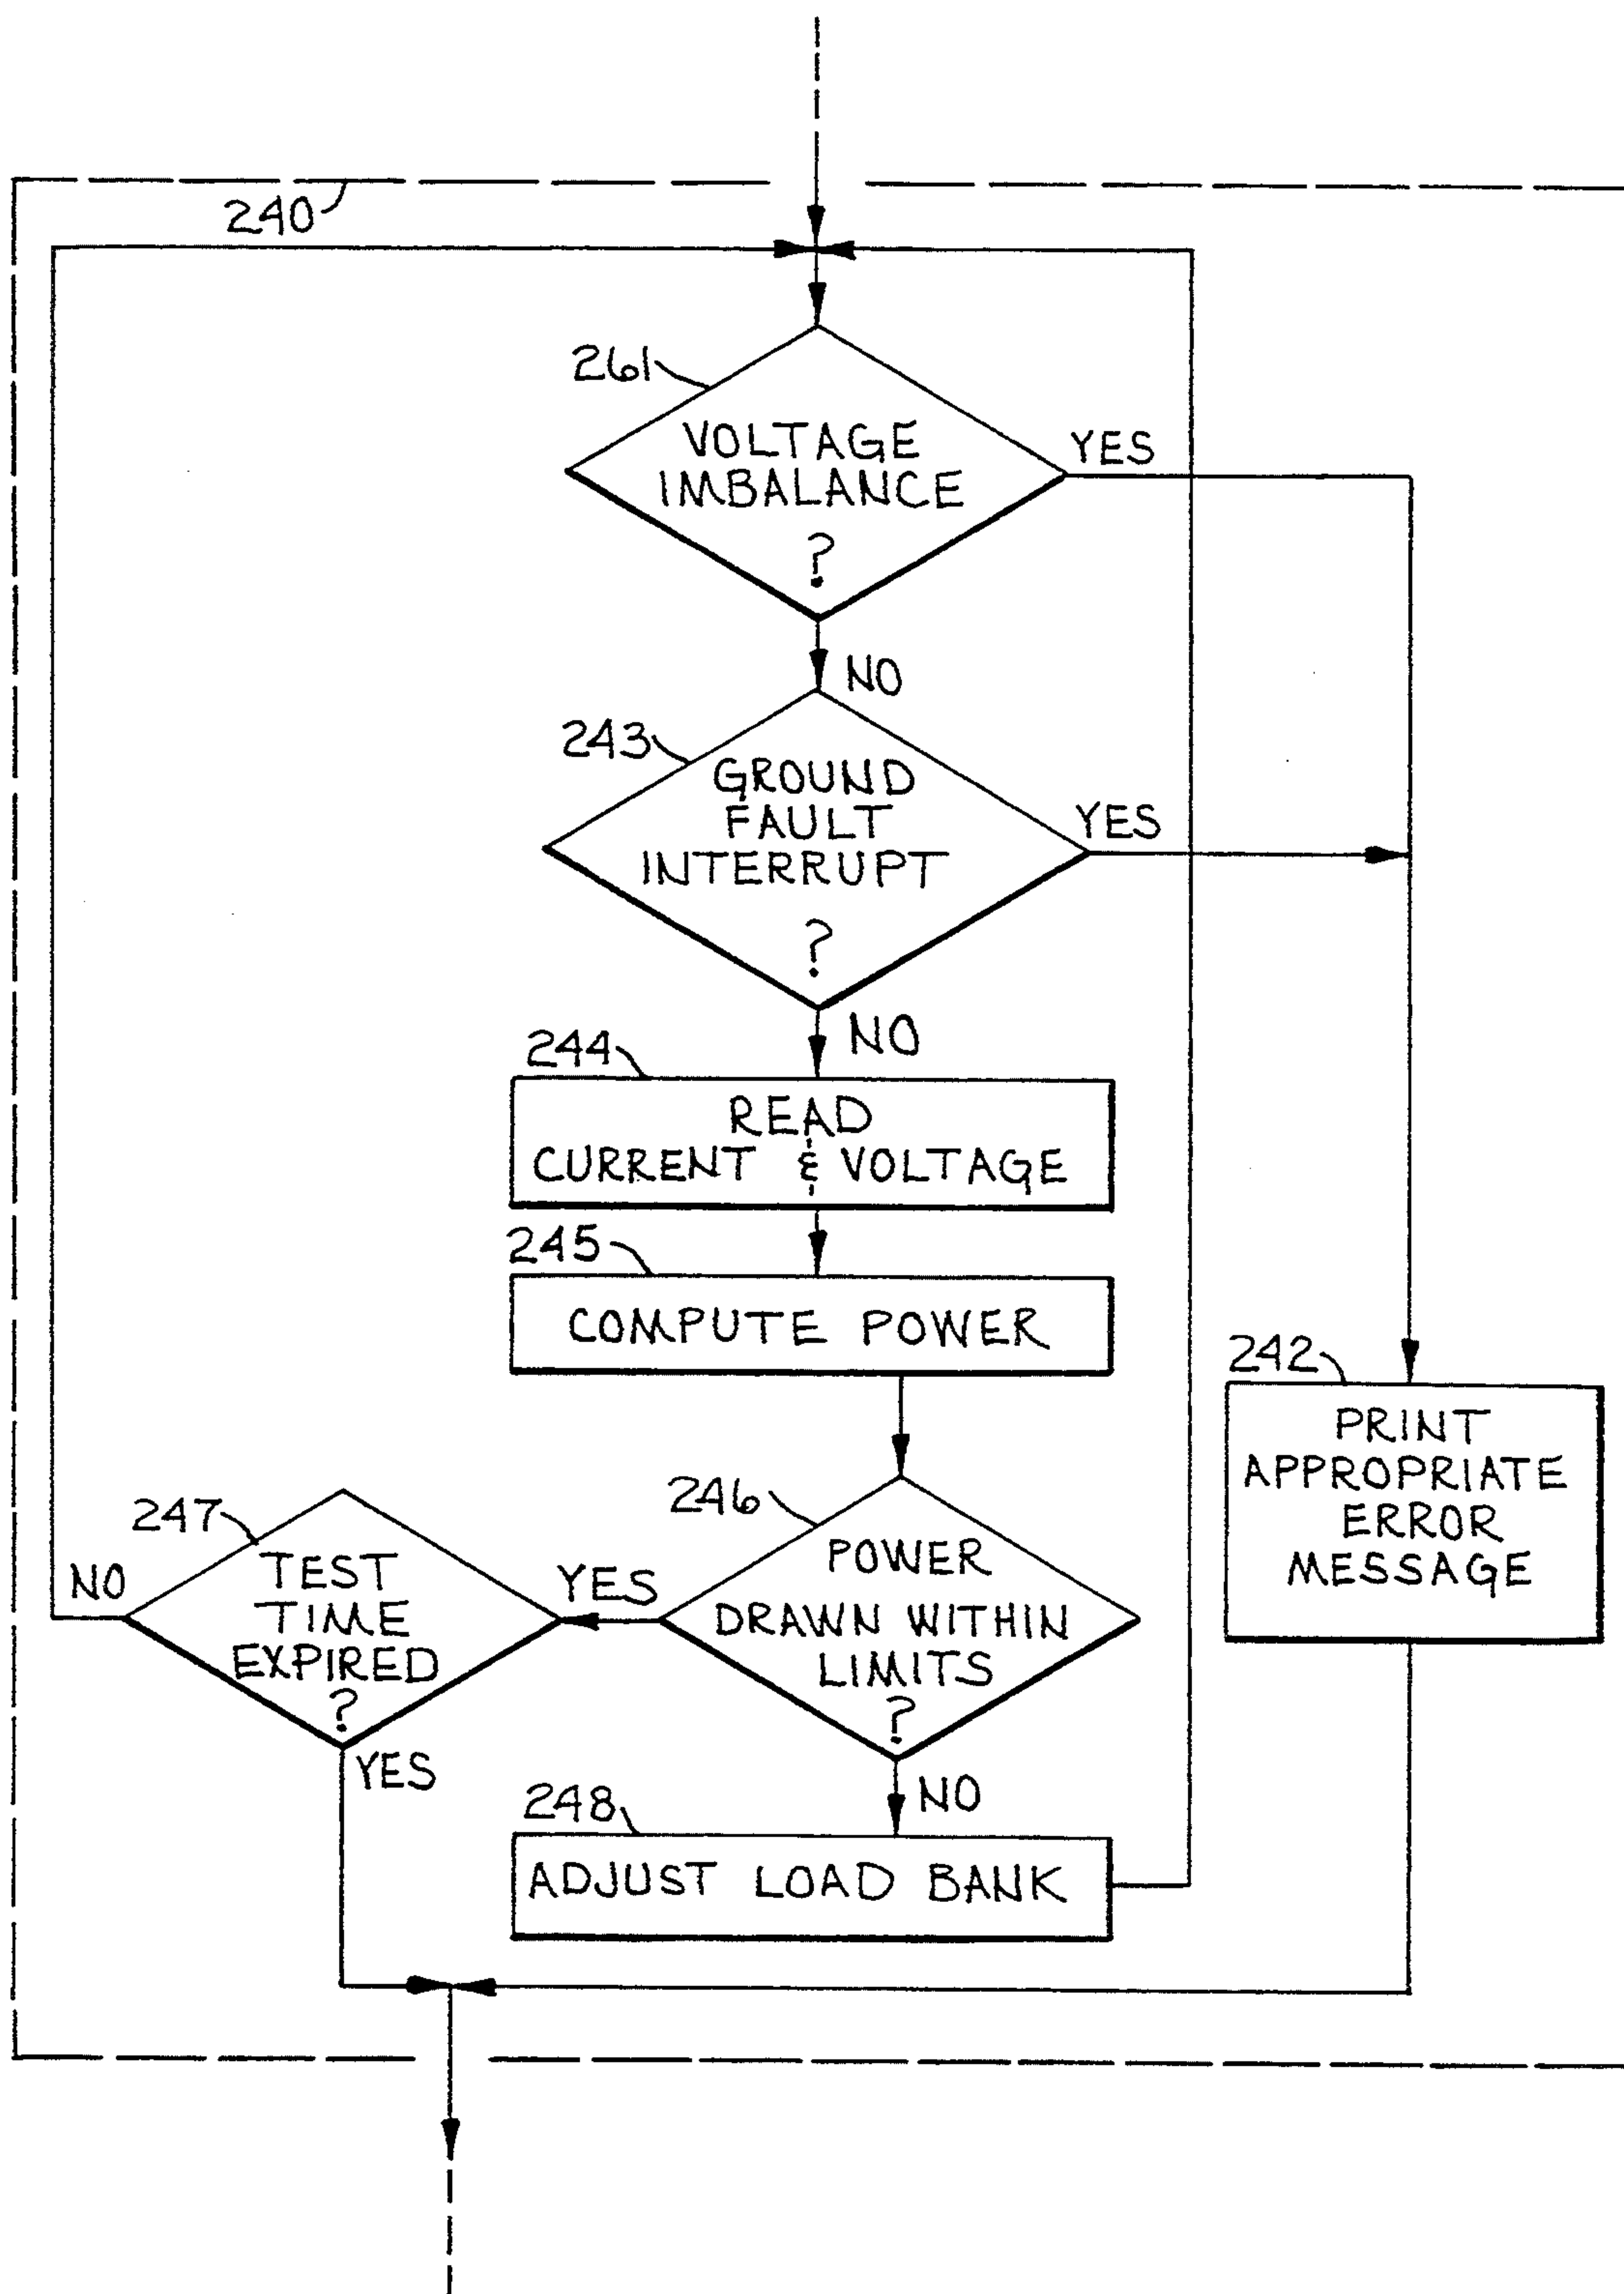 240
261
VOLTAGE
IMBALANCE
?
YES
NO
243
GROUND
FAULT
INTERRUPT
?
YES
NO
244
READ
CURRENT & VOLTAGE
245
COMPUTE POWER
242
PRINT
APPROPRIATE
ERROR
MESSAGE
246
POWER
DRAWN WITHIN
LIMITS
?
YES
NO
247
TEST
TIME
EXPIRED
?
NO
YES
248
ADJUST LOAD BANK